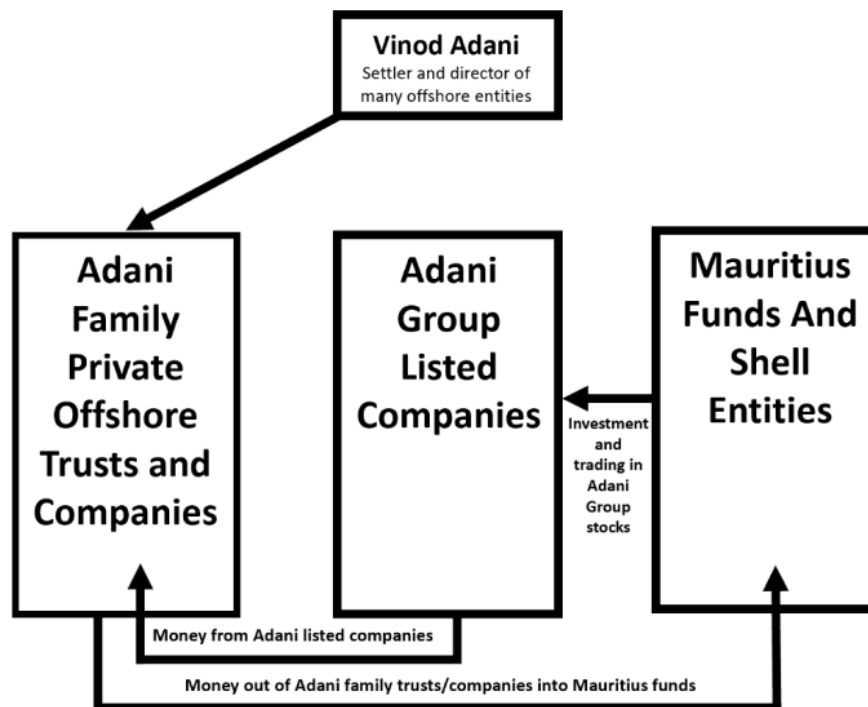 Vinod Adani
Settler and director of
many offshore entities
Adani
Family
Private
Offshore
Trusts and
Companies
Adani
Group
Listed
Companies
Mauritius
Funds And
Shell
Entities
Investment
and
trading in
Adani
Group
stocks
Money from Adani listed companies
Money out of Adani family trusts/companies into Mauritius funds